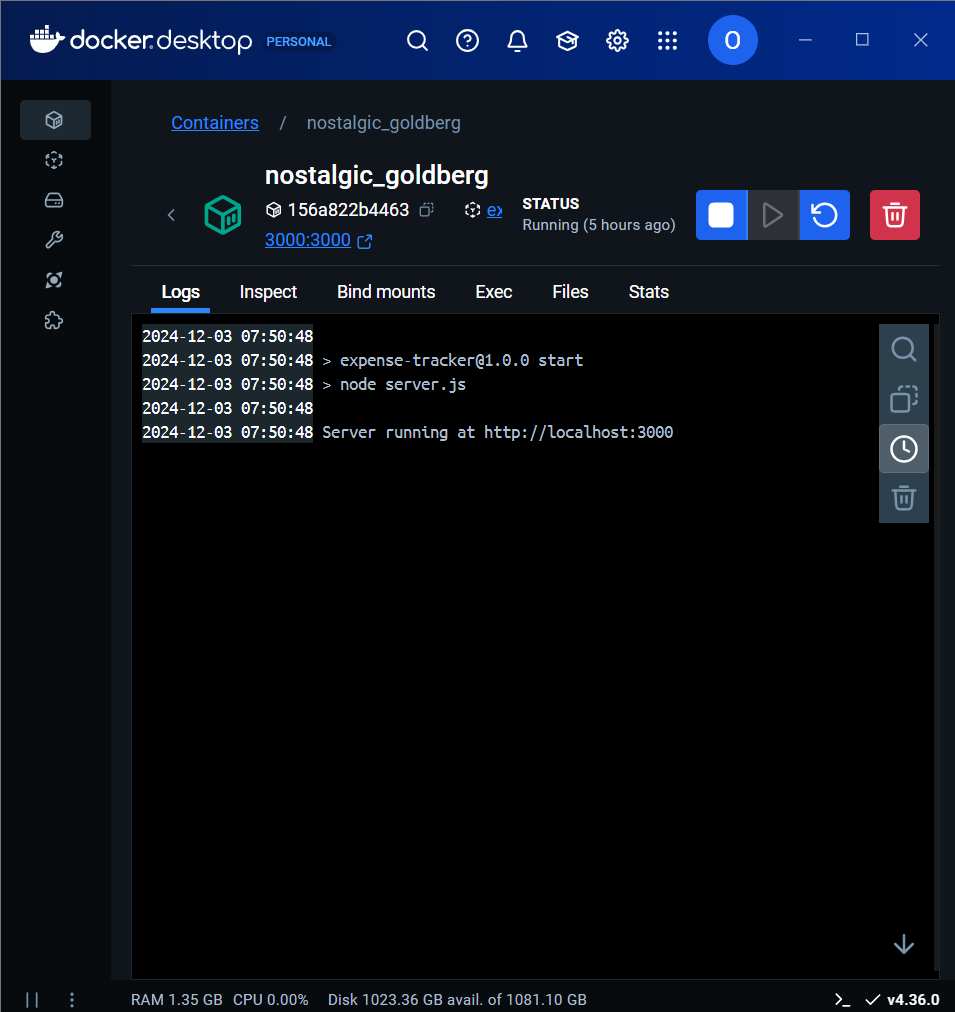 docker.desktop PERSONAL O
Containers / nostalgic_goldberg
nostalgic_goldberg
156a822b4463 ex
3000:3000
STATUS
Running (5 hours ago)
Logs Inspect Bind mounts Exec Files Stats
2024-12-03 07:50:48
2024-12-03 07:50:48 > expense-tracker@1.0.0 start
2024-12-03 07:50:48 > node server.js
2024-12-03 07:50:48
2024-12-03 07:50:48 Server running at http://localhost:3000
RAM 1.35 GB CPU 0.00% Disk 1023.36 GB avail. of 1081.10 GB >_ v4.36.0